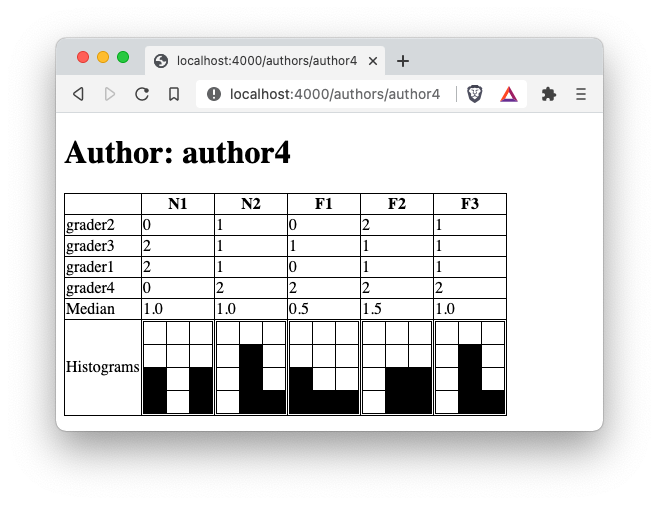 localhost:4000/authors/author4
localhost:4000/authors/author4
Author: author4
N1 N2 F1 F2 F3
grader2 0 1 0 2 1
grader3 2 1 1 1 1
grader1 2 1 0 1 1
grader4 0 2 2 2 2
Median 1.0 1.0 0.5 1.5 1.0
Histograms